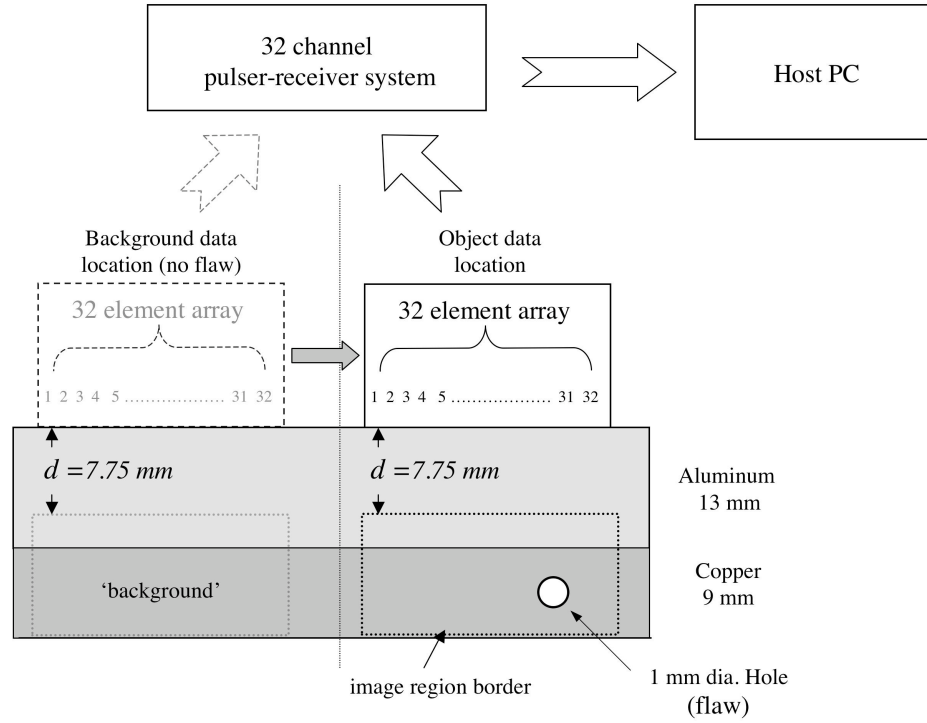 32 channel
pulser-receiver system
Host PC
Background data
location (no flaw)
Object data
location
32 element array
32 element array
1 2 3 4 5 ................... 31 32
1 2 3 4 5 ................... 31 32
d =7.75 mm
d =7.75 mm
Aluminum
13 mm
Copper
9 mm
‘background’
image region border
1 mm dia. Hole
(flaw)